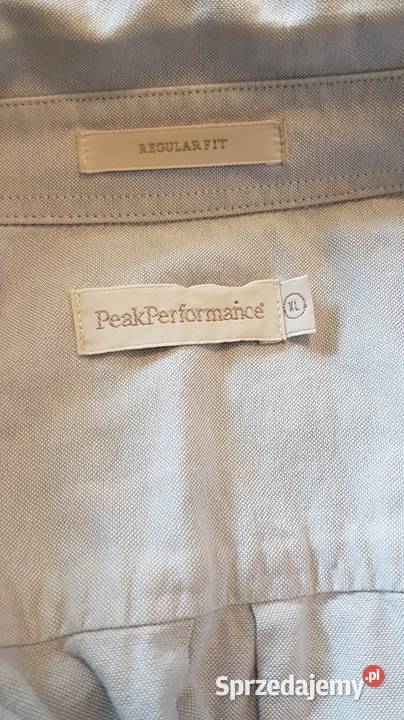 REGULAR FIT
PeakPerformance®
XL
Sprzedajemy.pl